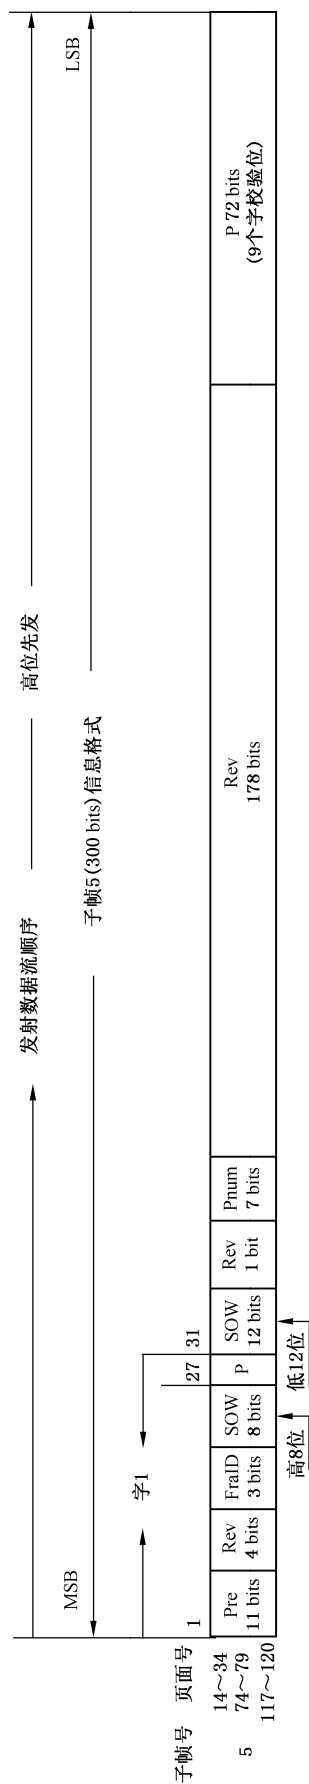 发射数据流顺序 高位先发
MSB 子帧5(300 bits)信息格式 LSB
字1
子帧号 页面号 1 27 31
5
14～34
74～79
117～120
Pre
11 bits
Rev
4 bits
FraID
3 bits
SOW
8 bits
P
SOW
12 bits
Rev
1 bit
Pnum
7 bits
Rev
178 bits
P 72 bits
(9个字校验位)
高8位 低12位